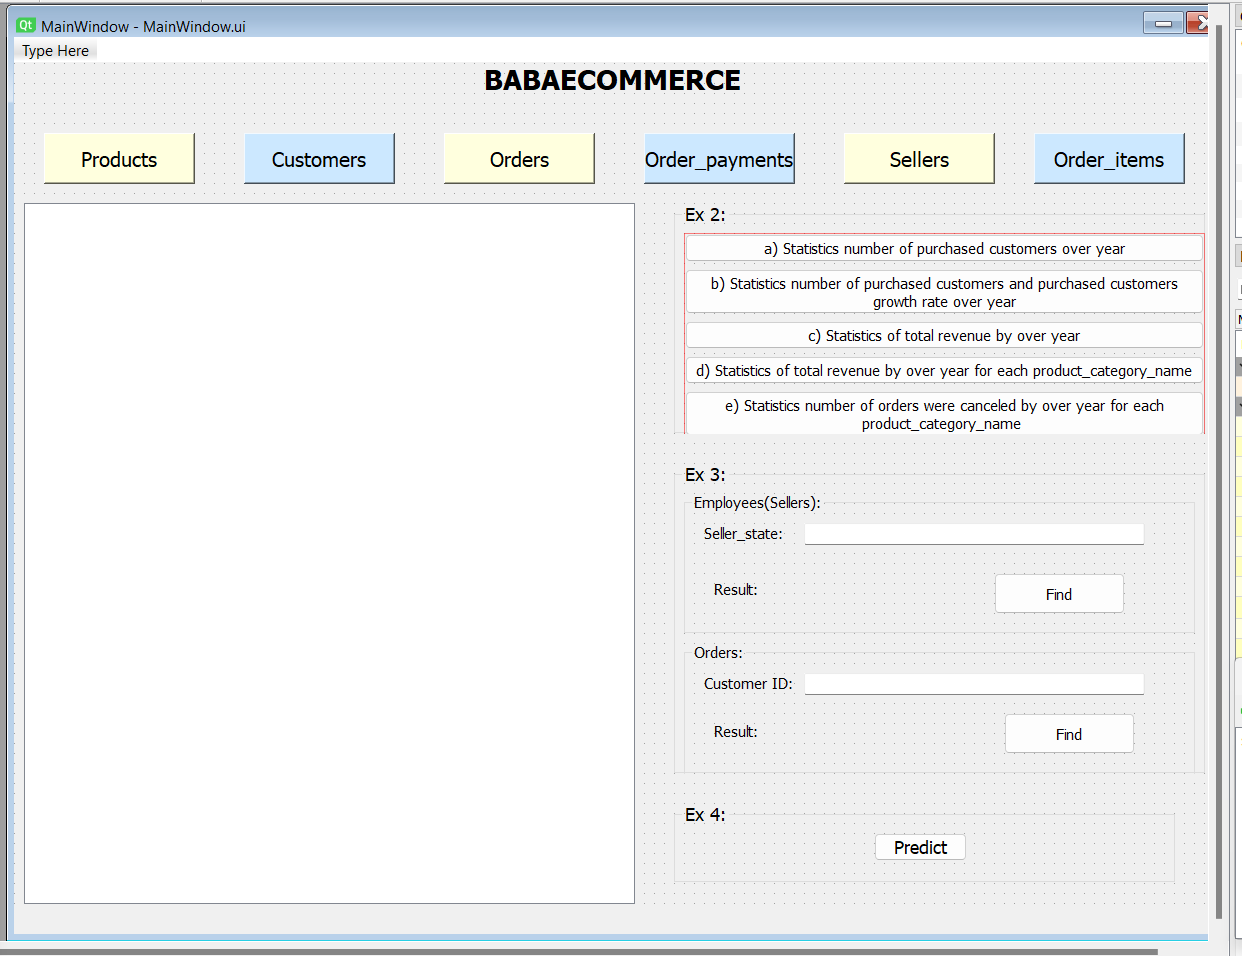 Qt MainWindow - MainWindow.ui
Type Here
BABAECOMMERCE
Products Customers Orders Order_payments Sellers Order_items
Ex 2:
a) Statistics number of purchased customers over year
b) Statistics number of purchased customers and purchased customers
growth rate over year
c) Statistics of total revenue by over year
d) Statistics of total revenue by over year for each product_category_name
e) Statistics number of orders were canceled by over year for each
product_category_name
Ex 3:
Employees(Sellers):
Seller_state:
Result: Find
Orders:
Customer ID:
Result: Find
Ex 4:
Predict